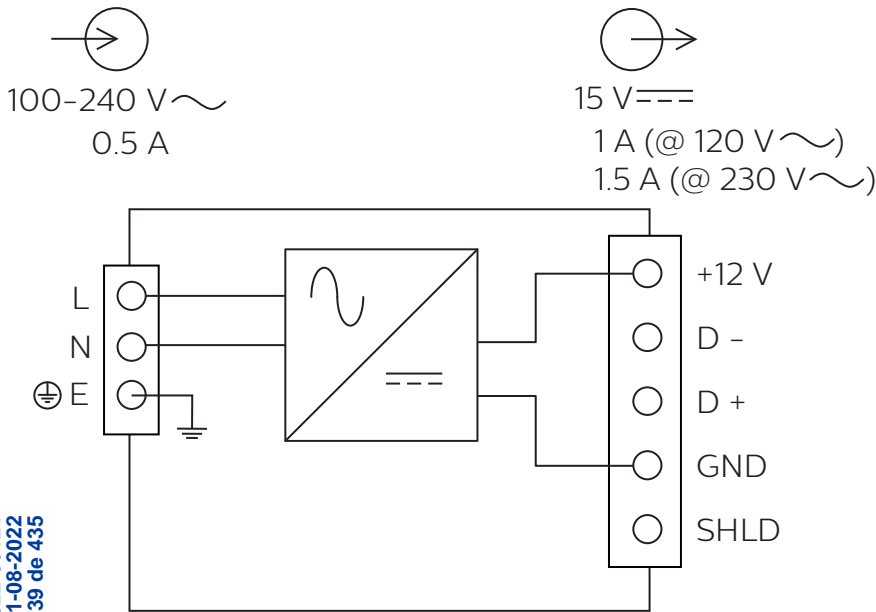 100-240 V
0.5 A
15 V
1 A (@ 120 V)
1.5 A (@ 230 V)
L
N
E
+12 V
D -
D +
GND
SHLD
1-08-2022
39 de 435